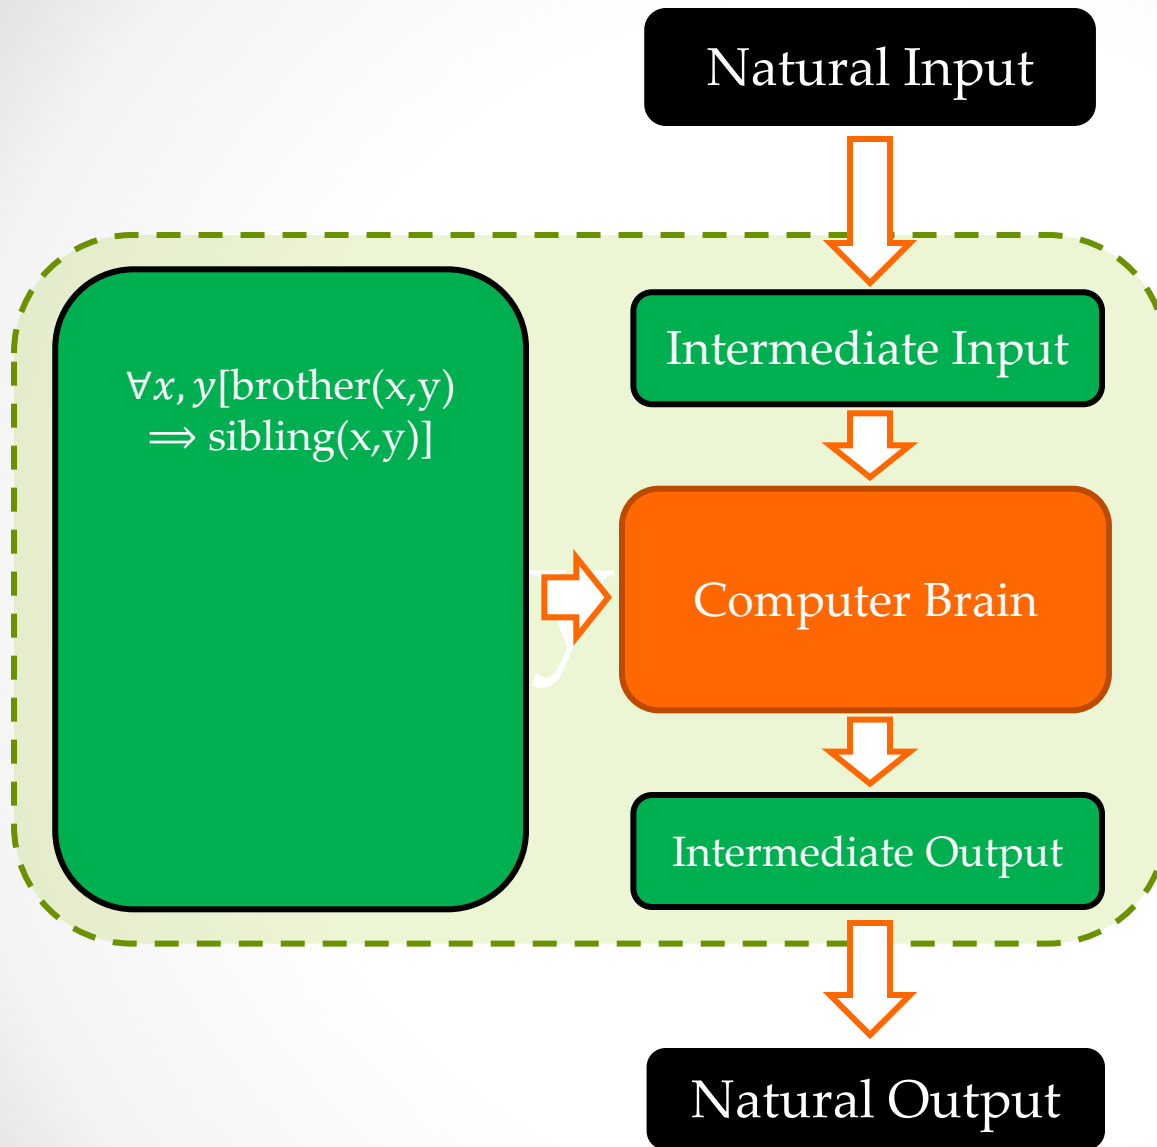 Natural Input
∀x, y[brother(x,y)
⟹ sibling(x,y)]
Intermediate Input
y
Computer Brain
Intermediate Output
Natural Output